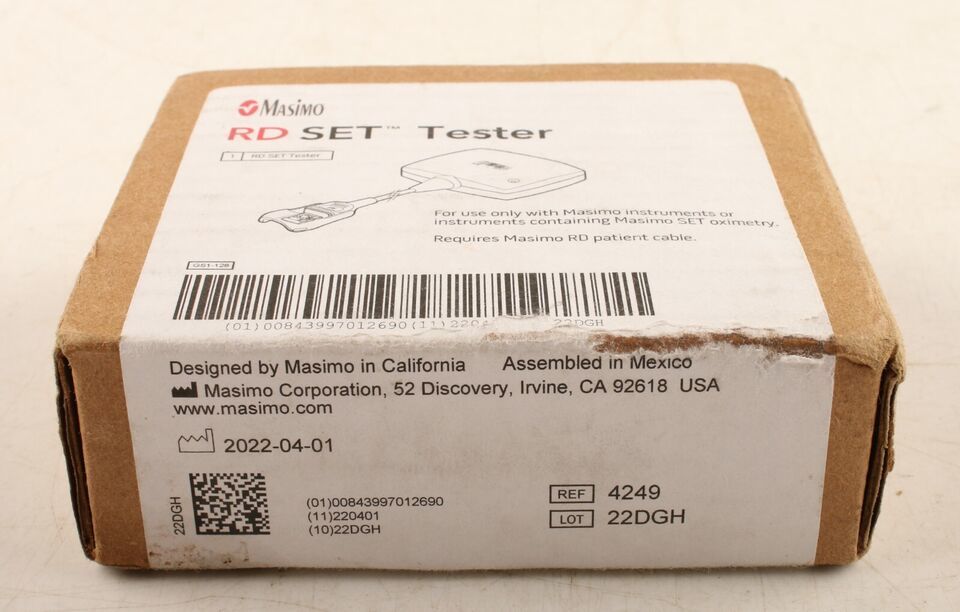 MASIMO
RD SET™ Tester
1 RD SET Tester
For use only with Masimo instruments or
instruments containing Masimo SET oximetry.
Requires Masimo RD patient cable.
GS1-128
(01)00843997012690(11)220 22DGH
Designed by Masimo in California Assembled in Mexico
Masimo Corporation, 52 Discovery, Irvine, CA 92618 USA
www.masimo.com
2022-04-01
22DGH
(01)00843997012690
(11)220401
(10)22DGH
REF 4249
LOT 22DGH